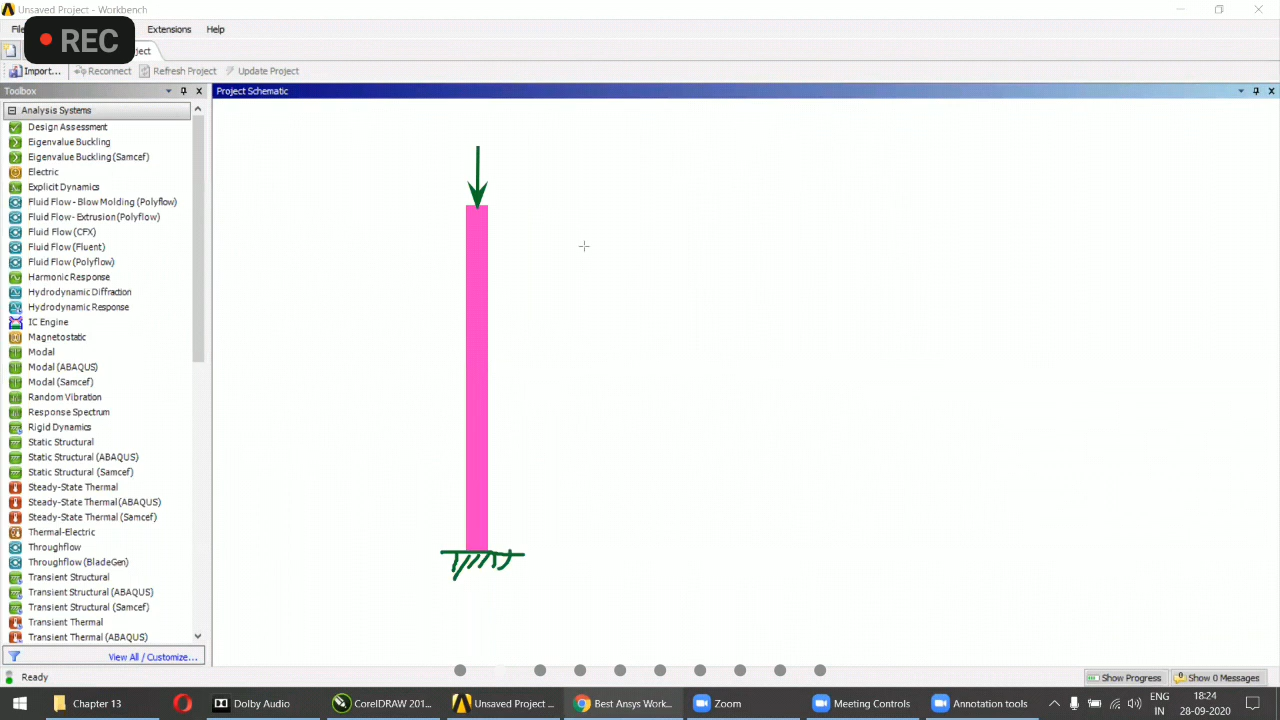 Unsaved Project - Workbench
REC
Extensions Help
ject
Import... Reconnect Refresh Project Update Project
Toolbox
Project Schematic
Analysis Systems
Design Assessment
Eigenvalue Buckling
Eigenvalue Buckling (Samcef)
Electric
Explicit Dynamics
Fluid Flow - Blow Molding (Polyflow)
Fluid Flow- Extrusion (Polyflow)
Fluid Flow (CFX)
Fluid Flow (Fluent)
Fluid Flow (Polyflow)
Harmonic Response
Hydrodynamic Diffraction
Hydrodynamic Response
IC Engine
Magnetostatic
Modal
Modal (ABAQUS)
Modal (Samcef)
Random Vibration
Response Spectrum
Rigid Dynamics
Static Structural
Static Structural (ABAQUS)
Static Structural (Samcef)
Steady-State Thermal
Steady-State Thermal (ABAQUS)
Steady-State Thermal (Samcef)
Thermal-Electric
Throughflow
Throughflow (BladeGen)
Transient Structural
Transient Structural (ABAQUS)
Transient Structural (Samcef)
Transient Thermal
Transient Thermal (ABAQUS)
View All / Customize...
Ready
Show Progress Show 0 Messages
Chapter 13 Dolby Audio CorelDRAW 201... Unsaved Project ... Best Ansys Work... Zoom Meeting Controls Annotation tools
ENG
IN
18:24
28-09-2020